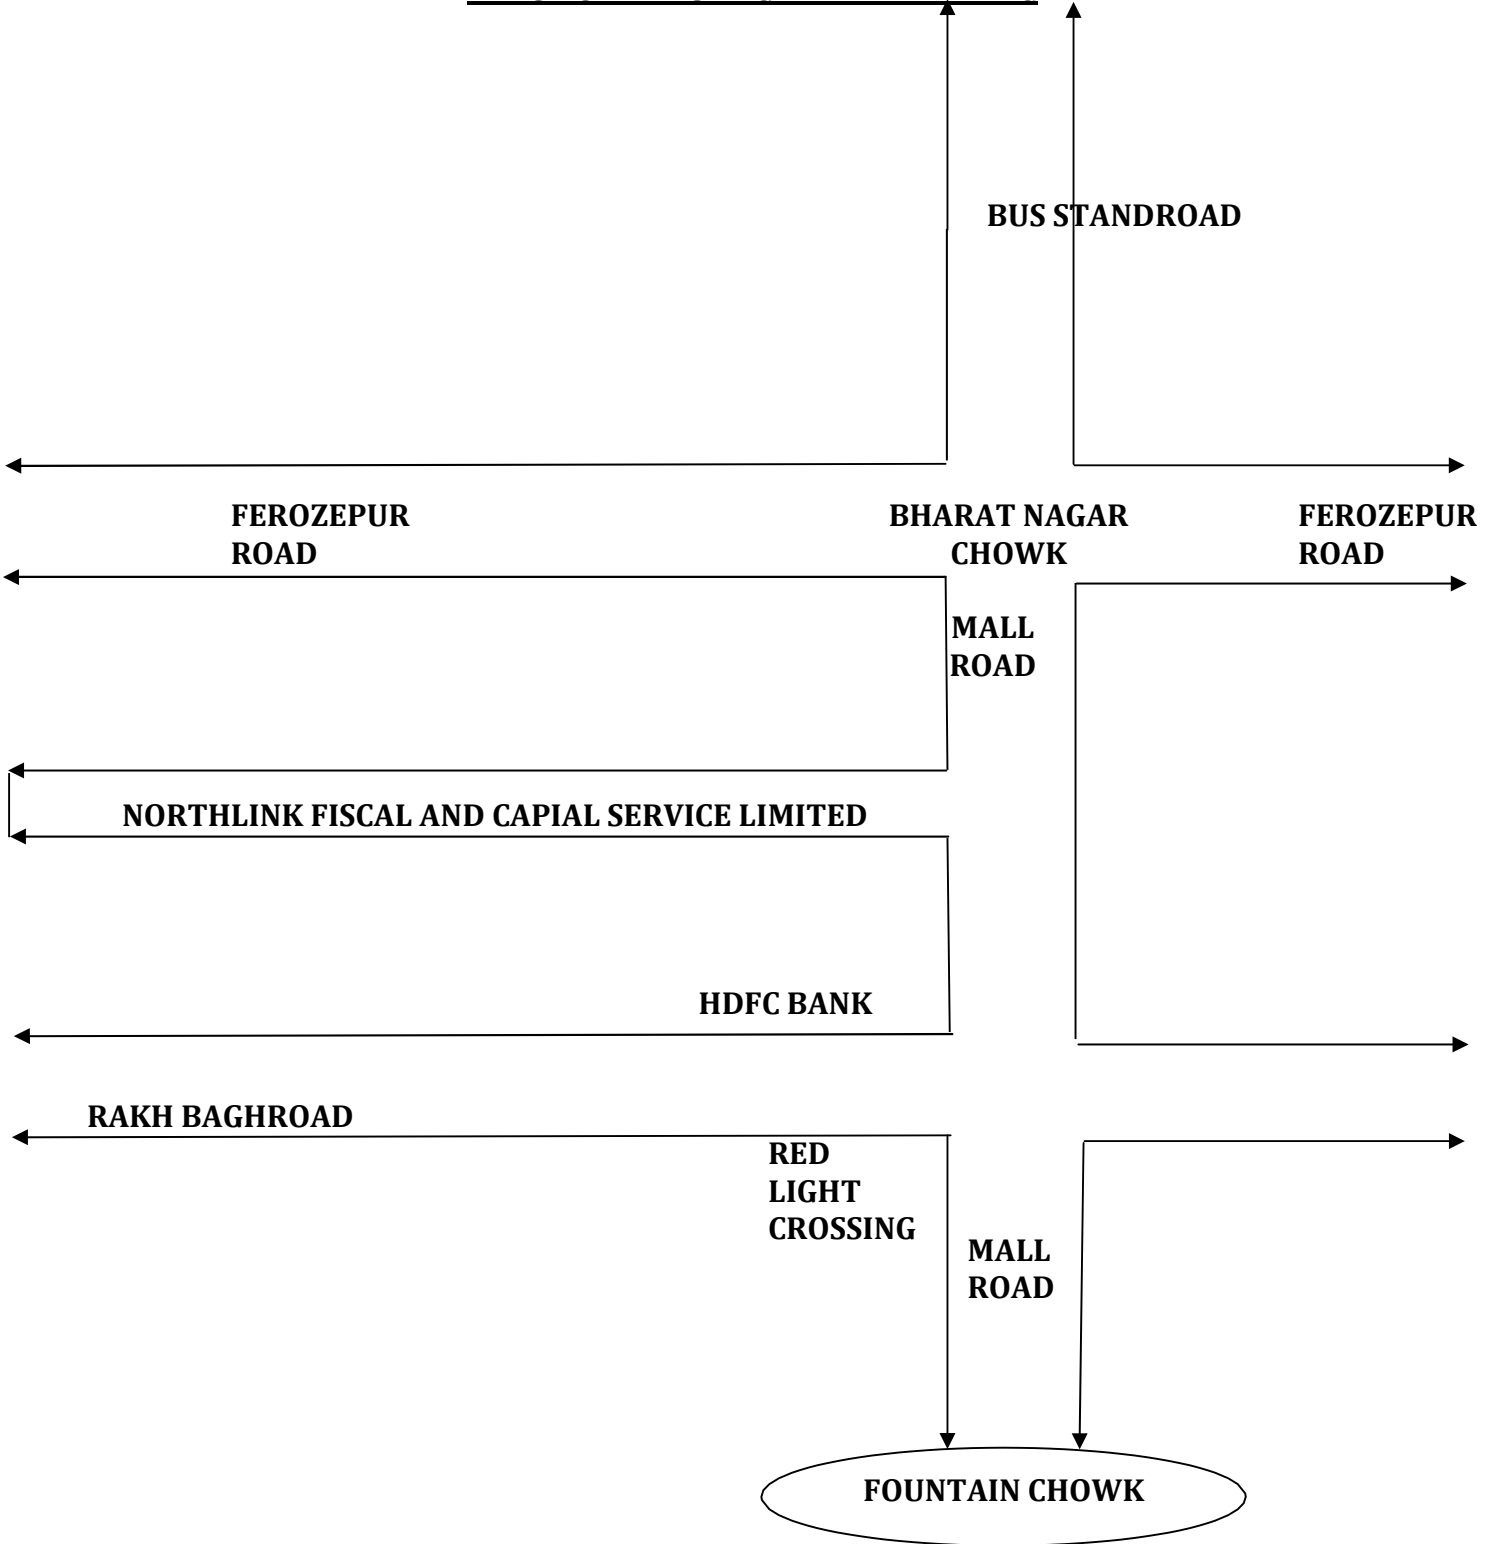 BUS STANDROAD
FEROZEPUR
ROAD
BHARAT NAGAR
CHOWK
FEROZEPUR
ROAD
MALL
ROAD
NORTHLINK FISCAL AND CAPIAL SERVICE LIMITED
HDFC BANK
RAKH BAGHROAD
RED
LIGHT
CROSSING
MALL
ROAD
FOUNTAIN CHOWK